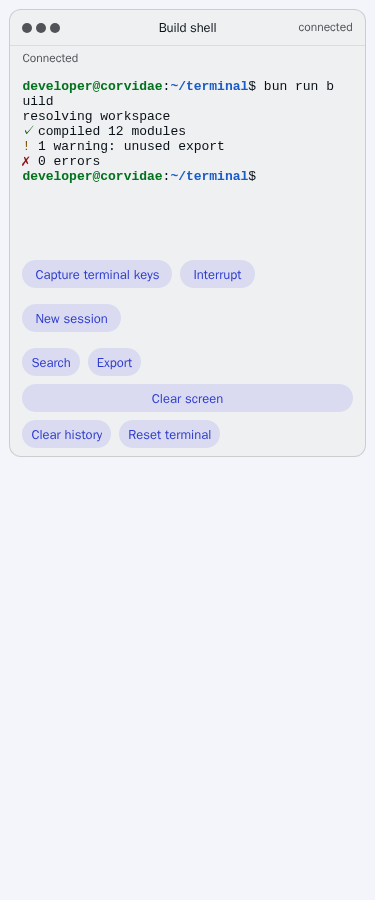 Build shell
connected
Connected
developer@corvidae:~/terminal$ bun run b
uild
resolving workspace
✓ compiled 12 modules
! 1 warning: unused export
✗ 0 errors
developer@corvidae:~/terminal$
Capture terminal keys
Interrupt
New session
Search
Export
Clear screen
Clear history
Reset terminal